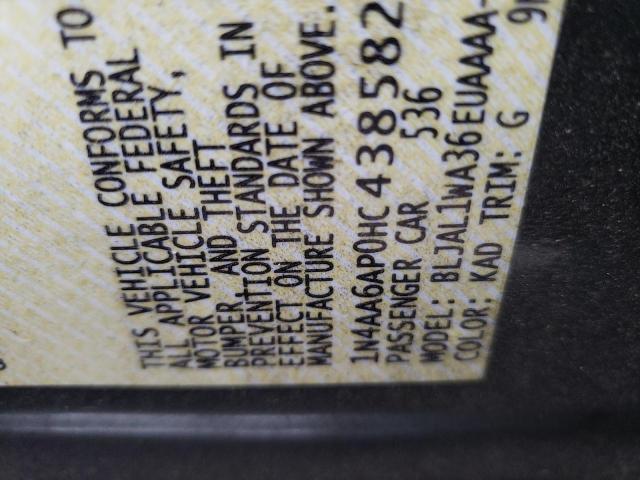 THIS VEHICLE CONFORMS TO
ALL APPLICABLE FEDERAL
MOTOR VEHICLE SAFETY,
BUMPER, AND THEFT
PREVENTION STANDARDS IN
EFFECT ON THE DATE OF
MANUFACTURE SHOWN ABOVE.
1N4AA6AP0HC438582
PASSENGER CAR 536
MODEL: BLJAL1WA36EUAAAA-
COLOR: KAD TRIM: G